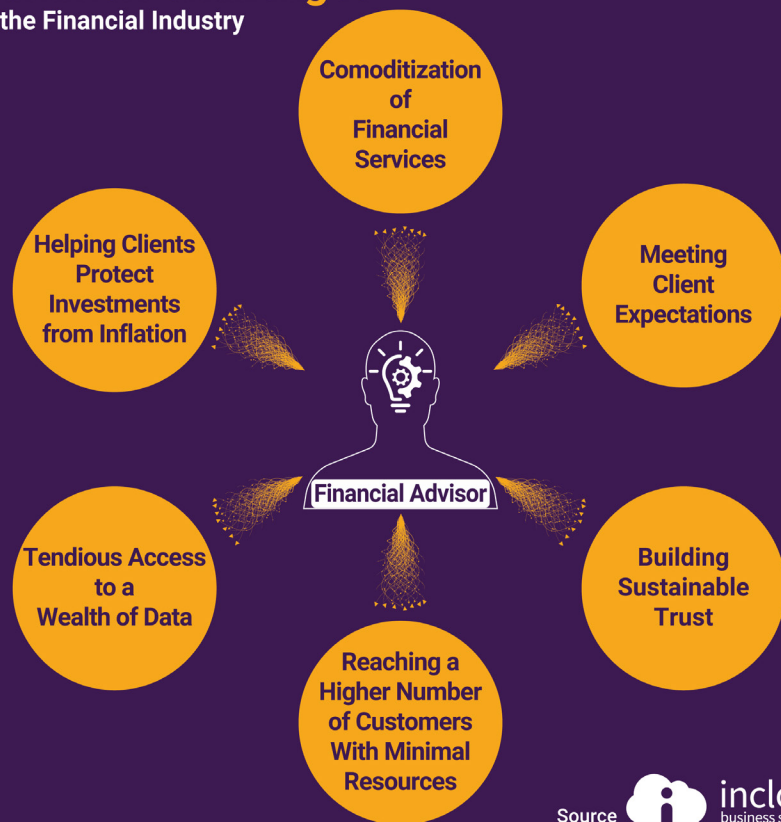 the Financial Industry
Comoditization
of
Financial
Services
Helping Clients
Protect
Investments
from Inflation
Meeting
Client
Expectations
Financial Advisor
Tendious Access
to a
Wealth of Data
Building
Sustainable
Trust
Reaching a
Higher Number
of Customers
With Minimal
Resources
Source